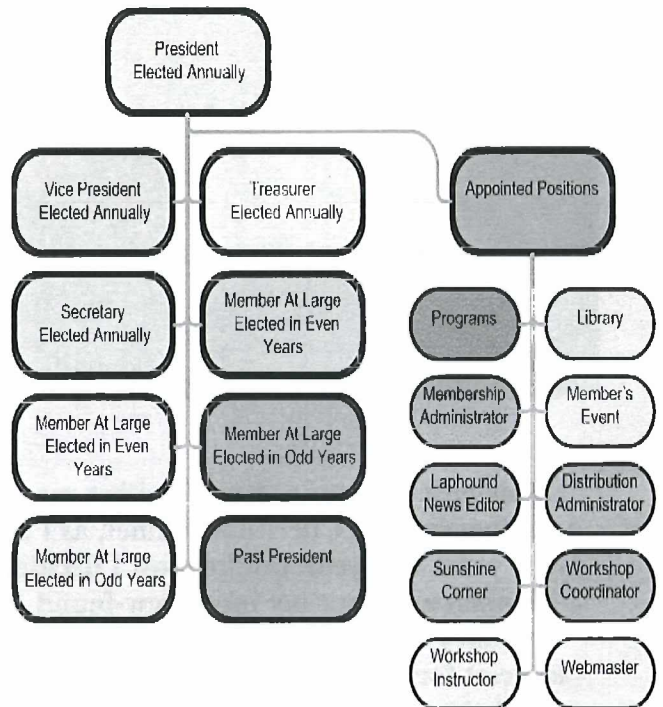 President
Elected Annually
Vice President
Elected Annually
Treasurer
Elected Annually
Secretary
Elected Annually
Member At Large
Elected in Even
Years
Member At Large
Elected in Even
Years
Member At Large
Elected in Odd Years
Member At Large
Elected in Odd Years
Past President
Appointed Positions
Programs
Library
Membership
Administrator
Member's
Event
Laphound
News Editor
Distribution
Administrator
Sunshine
Corner
Workshop
Coordinator
Workshop
Instructor
Webmaster